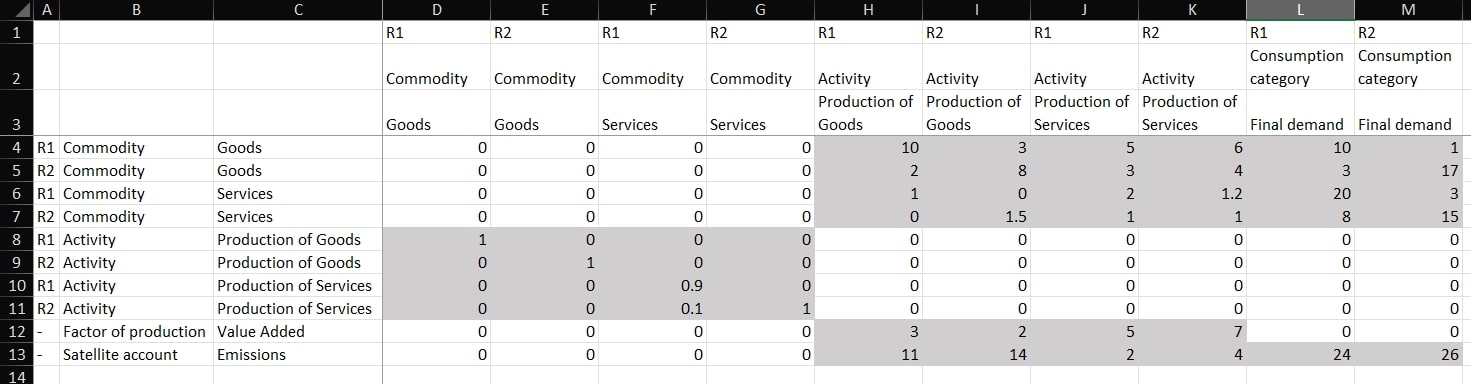 A B C D E F G H I J K L M
1 R1 R2 R1 R2 R1 R2 R1 R2 R1 R2
2 Commodity Commodity Commodity Commodity Activity Activity Activity Activity Consumption category Consumption category
3 Goods Goods Services Services Production of Goods Production of Goods Production of Services Production of Services Final demand Final demand
4 R1 Commodity Goods 0 0 0 0 10 3 5 6 10 1
5 R2 Commodity Goods 0 0 0 0 2 8 3 4 3 17
6 R1 Commodity Services 0 0 0 0 1 0 2 1.2 20 3
7 R2 Commodity Services 0 0 0 0 0 1.5 1 1 8 15
8 R1 Activity Production of Goods 1 0 0 0 0 0 0 0 0 0
9 R2 Activity Production of Goods 0 1 0 0 0 0 0 0 0 0
10 R1 Activity Production of Services 0 0 0.9 0 0 0 0 0 0 0
11 R2 Activity Production of Services 0 0 0.1 1 0 0 0 0 0 0
12 - Factor of production Value Added 0 0 0 0 3 2 5 7 0 0
13 - Satellite account Emissions 0 0 0 0 11 14 2 4 24 26
14